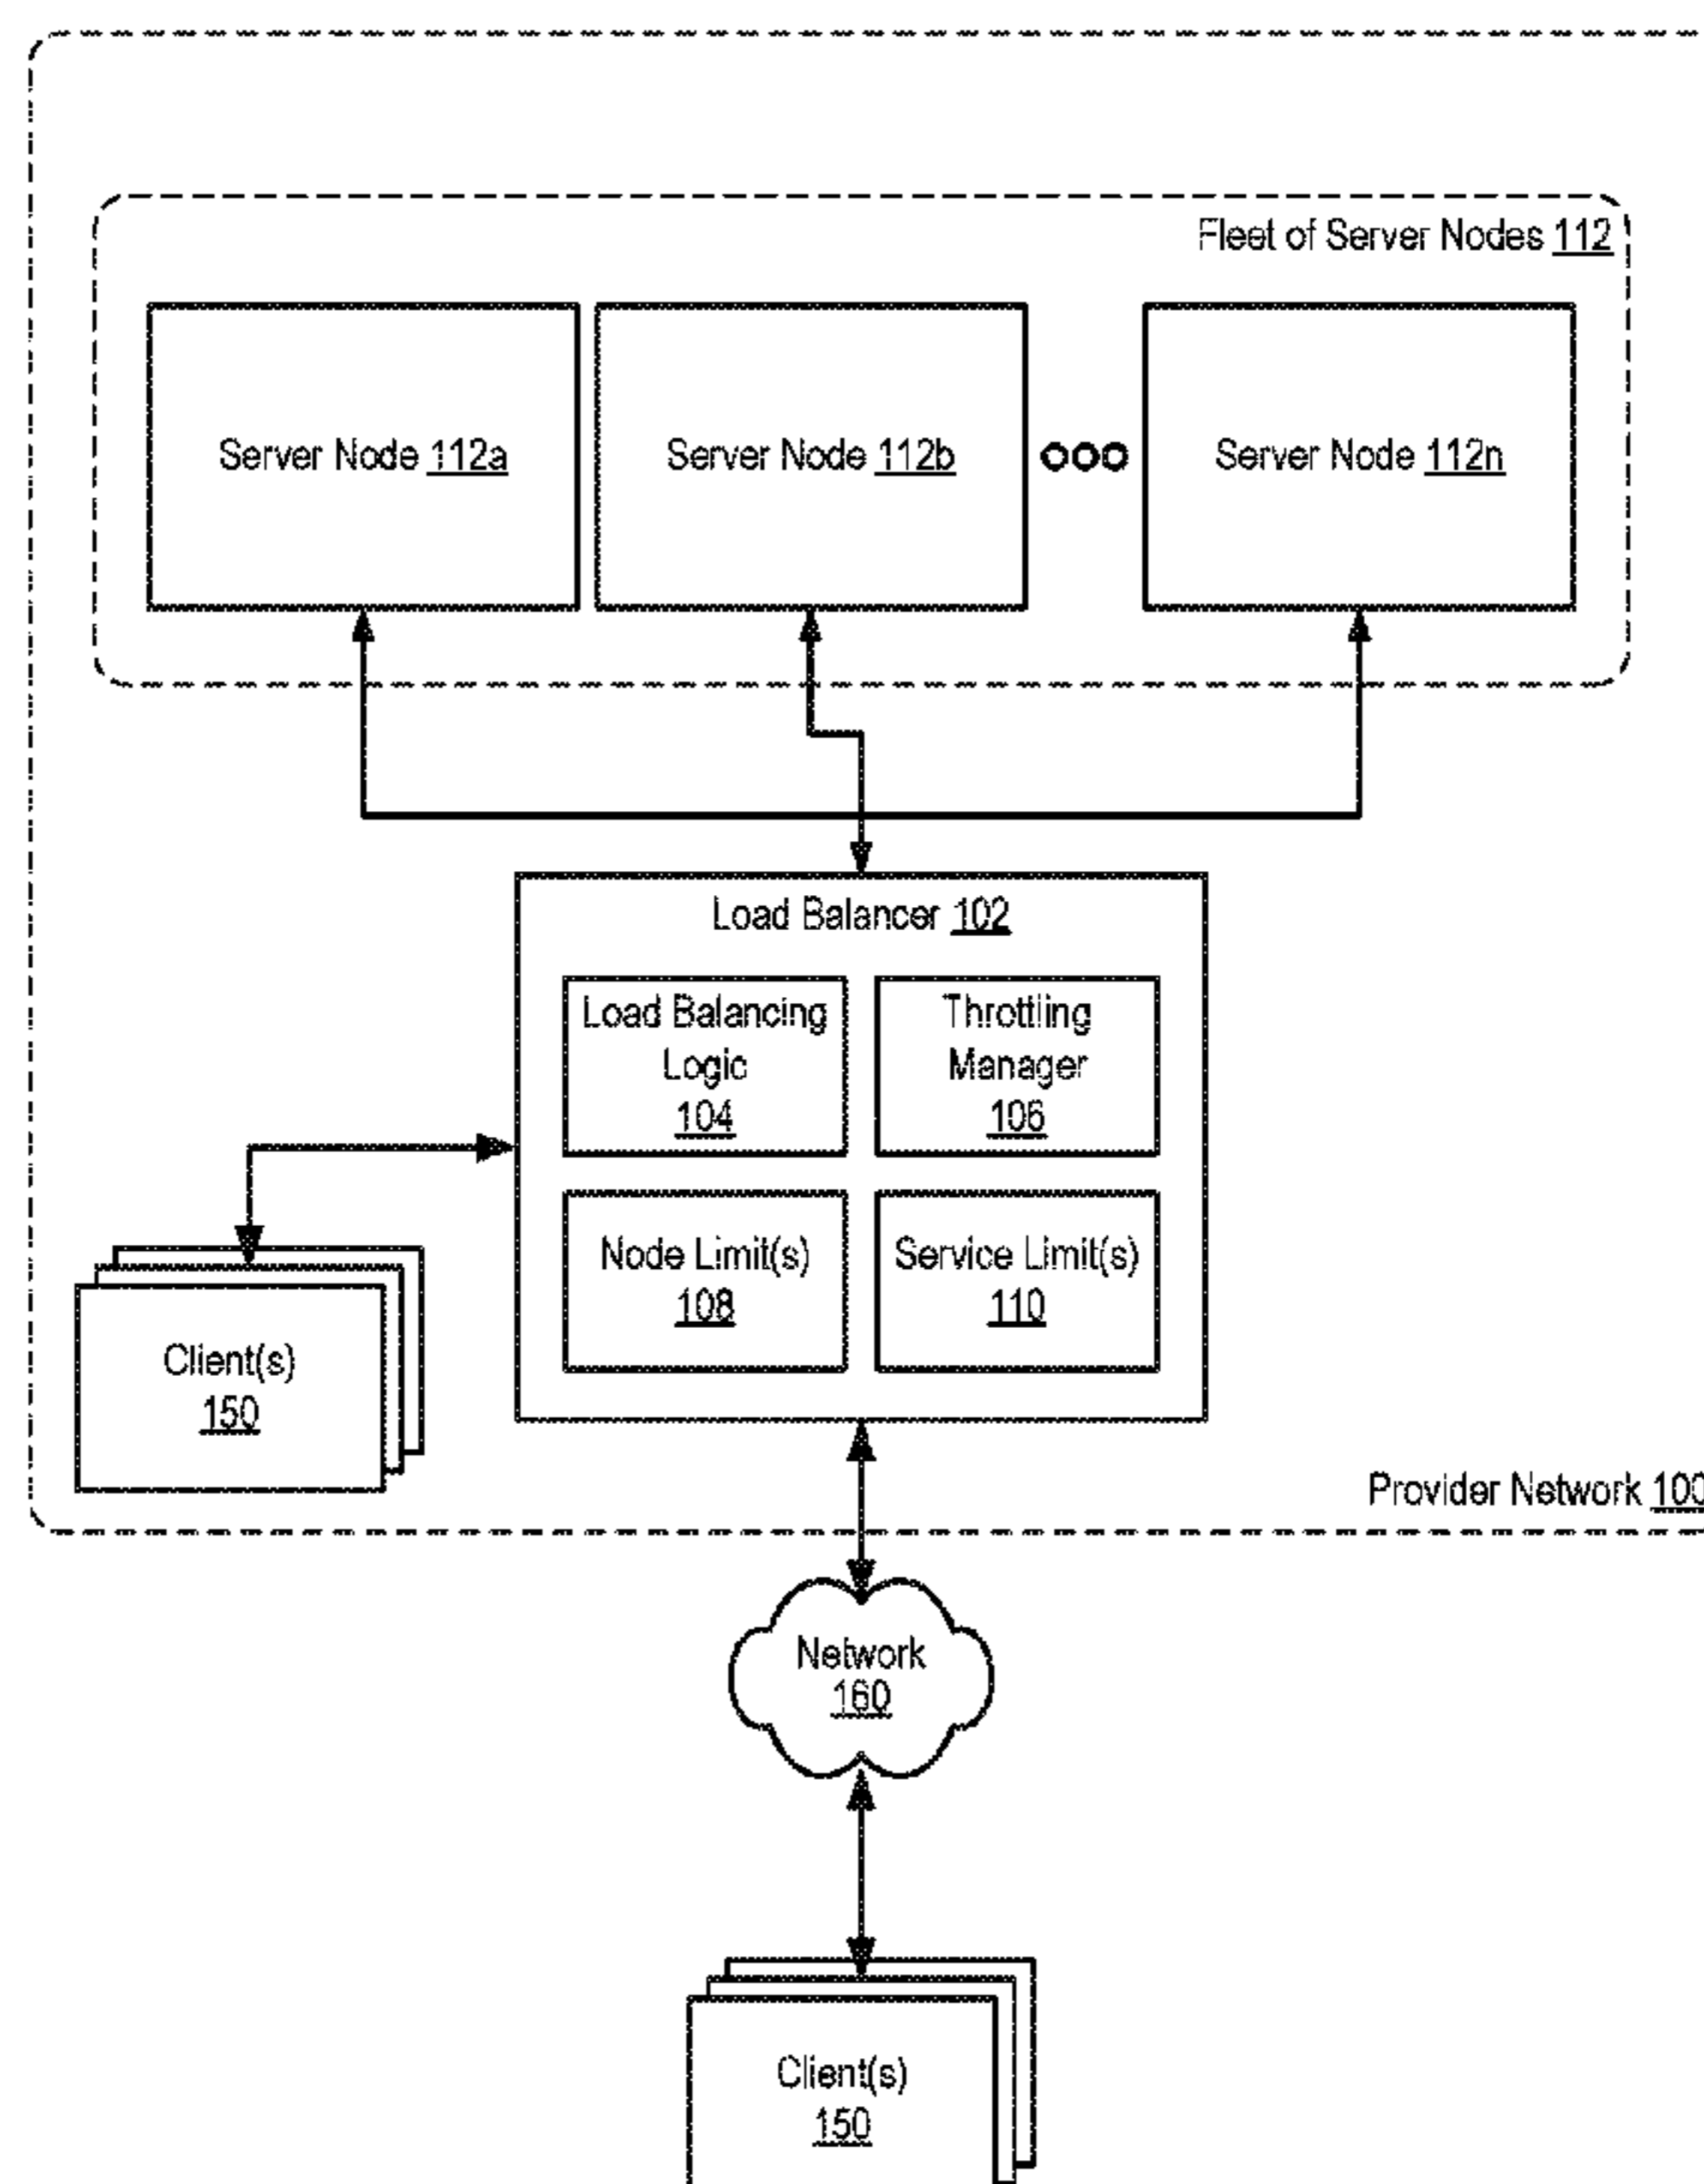 Fleet of Server Nodes 112
Server Node 112a
Server Node 112b
Server Node 112n
Load Balancer 102
Load Balancing
Logic
104
Throttling
Manager
106
Node Limit(s)
108
Service Limit(s)
110
Client(s)
150
Provider Network 100
Network
160
Client(s)
150